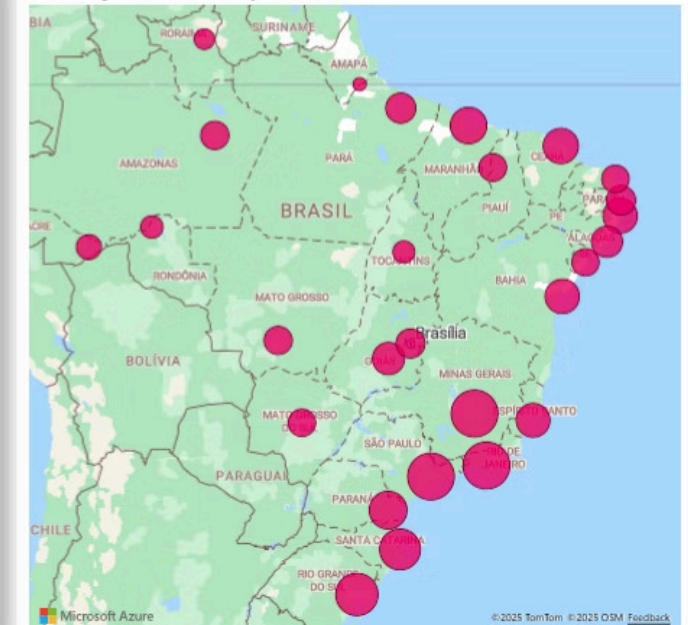 BIA
RORAIMA
SURINAME
AMAPÁ
AMAZONAS
PARÁ
MARANHÃO
CEARÁ
BRASIL
PIAUÍ
PE
ACRE
ALAGOAS
TOCANTINS
RONDÔNIA
BAHIA
MATO GROSSO
Brasília
GOIÁS
BOLÍVIA
MINAS GERAIS
MATO GROSSO
DO SUL
ESPÍRITO SANTO
SÃO PAULO
RIO DE
JANEIRO
PARAGUAI
PARANÁ
CHILE
SANTA CATARINA
RIO GRANDE
DO SUL
Microsoft Azure
©2025 TomTom ©2025 OSM Feedback